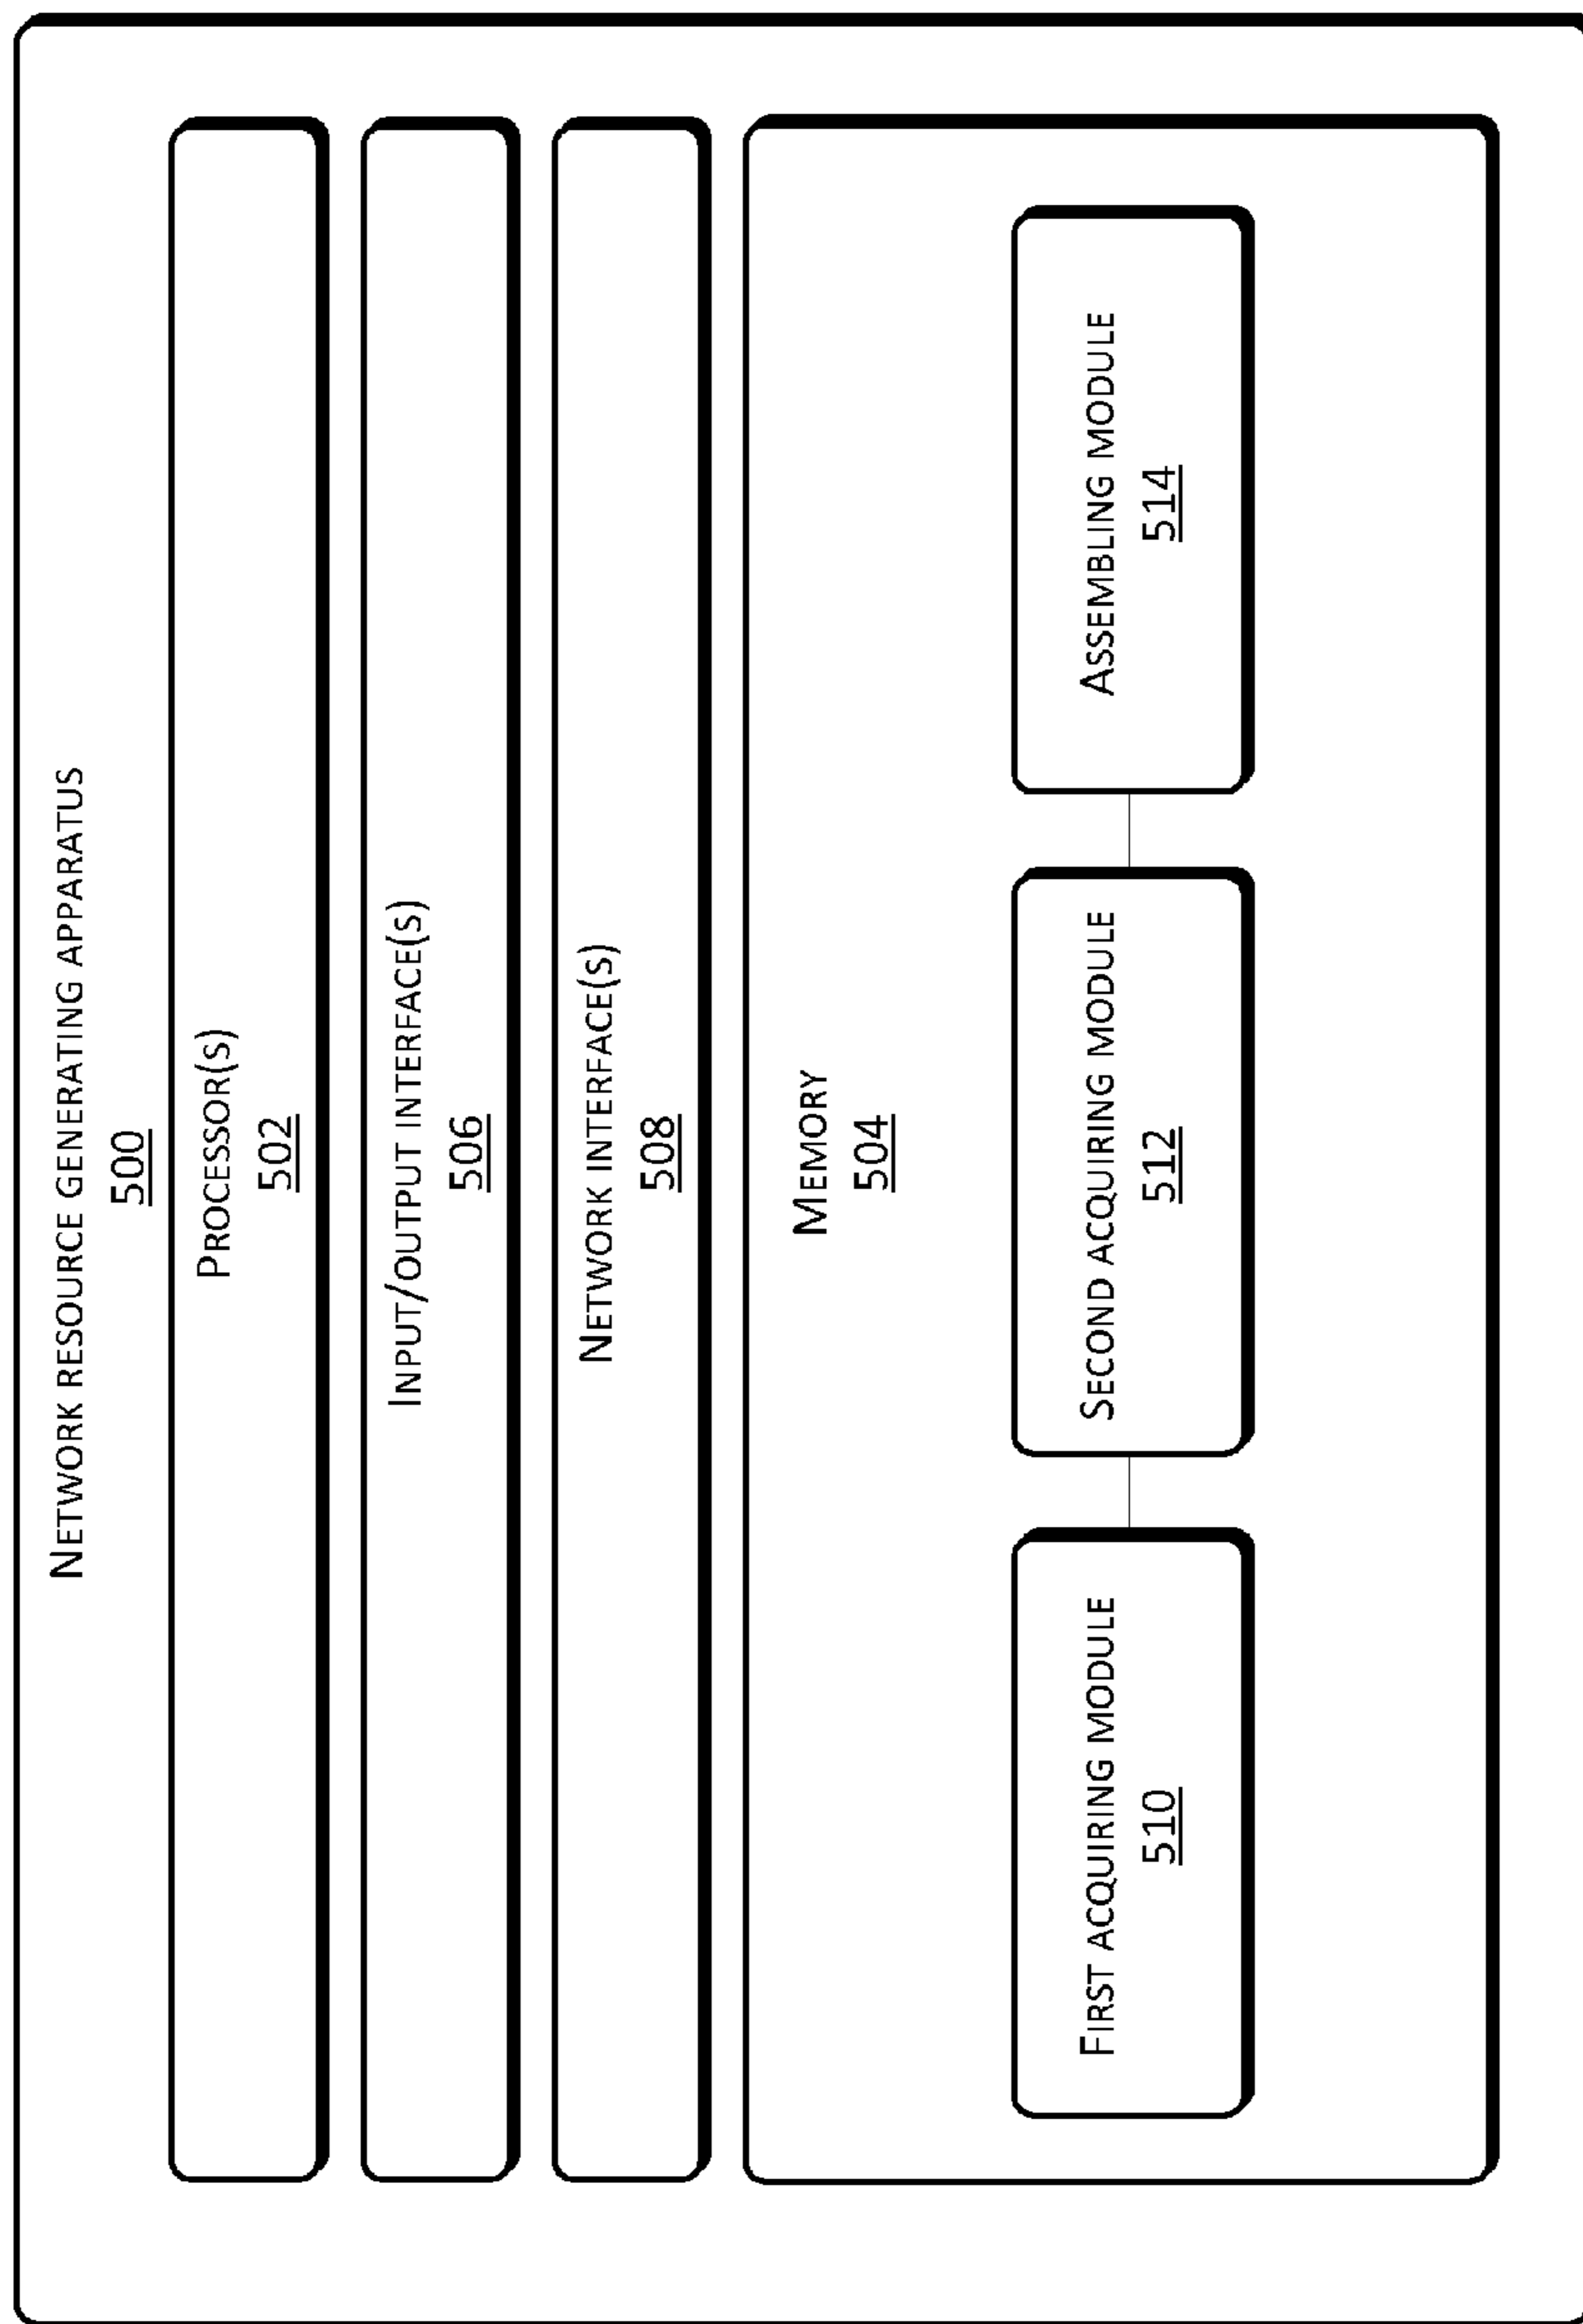 Network resource generating apparatus
500
Processor(s)
502
Input/output interface(s)
506
Network interface(s)
508
Memory
504
First acquiring module
510
Second acquiring module
512
Assembling module
514